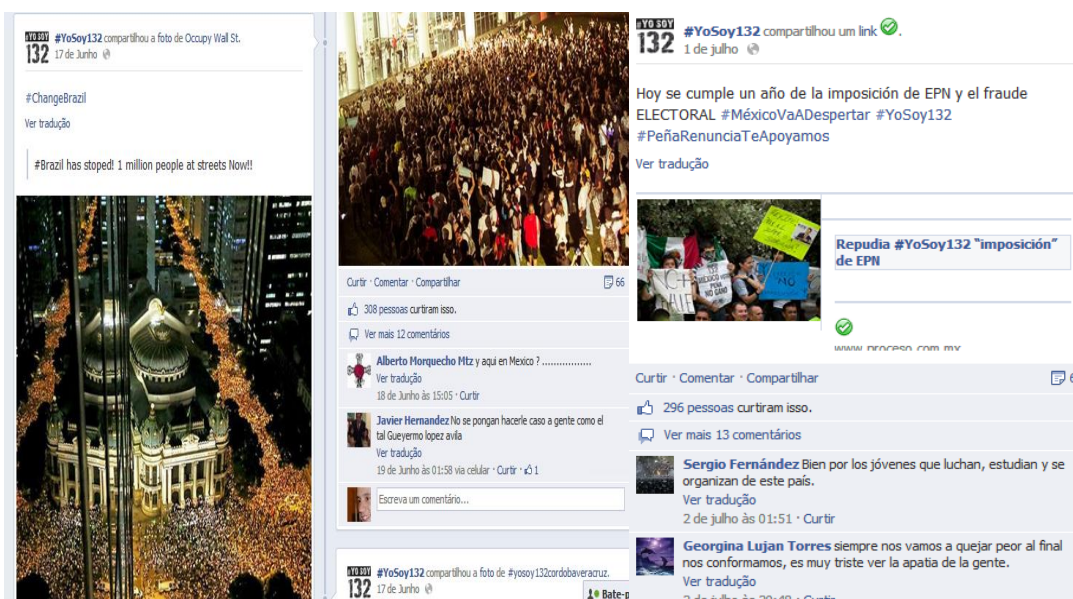 #YO SOY
132
#YoSoy132 compartilhou a foto de Occupy Wall St.
17 de Junho
#ChangeBrazil
Ver tradução
#Brazil has stoped! 1 million people at streets Now!!
Curtir · Comentar · Compartilhar
66
308 pessoas curtiram isso.
Ver mais 12 comentários
Alberto Morquecho Mtz y aqui en Mexico ? .................
Ver tradução
18 de Junho às 15:05 · Curtir
Javier Hernandez No se pongan hacerle caso a gente como el
tal Gueyermo lopez avila
Ver tradução
19 de Junho às 01:58 via celular · Curtir · 1
Escreva um comentário...
#YO SOY
132
#YoSoy132 compartilhou a foto de #yosoy132cordobaveracruz.
17 de Junho
Bate-p
#YO SOY
132
#YoSoy132 compartilhou um link.
1 de julho
Hoy se cumple un año de la imposición de EPN y el fraude
ELECTORAL #MéxicoVaADespertar #YoSoy132
#PeñaRenunciaTeApoyamos
Ver tradução
MÉXICO
NO
Repudia #YoSoy132 "imposición"
de EPN
www.proceso.com.mx
Curtir · Comentar · Compartilhar
6
296 pessoas curtiram isso.
Ver mais 13 comentários
Sergio Fernández Bien por los jóvenes que luchan, estudian y se
organizan de este país.
Ver tradução
2 de julho às 01:51 · Curtir
Georgina Lujan Torres siempre nos vamos a quejar peor al final
nos conformamos, es muy triste ver la apatia de la gente.
Ver tradução